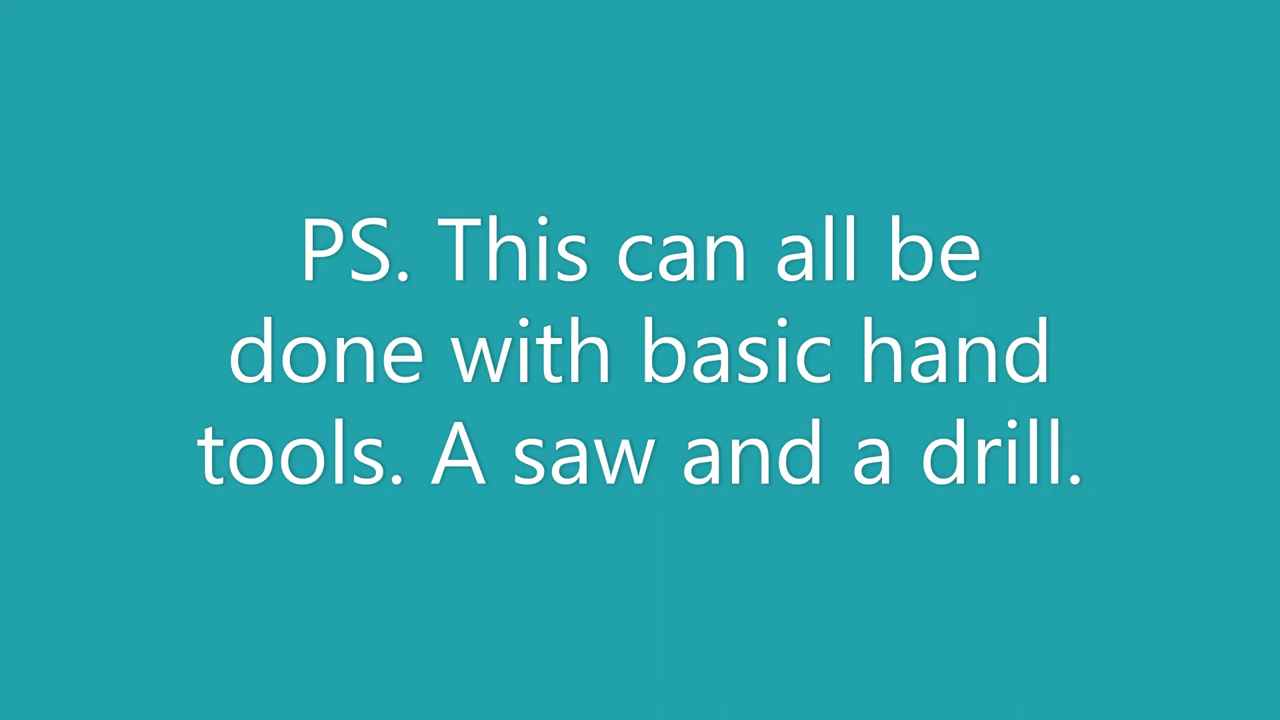 PS. This can all be
done with basic hand
tools. A saw and a drill.